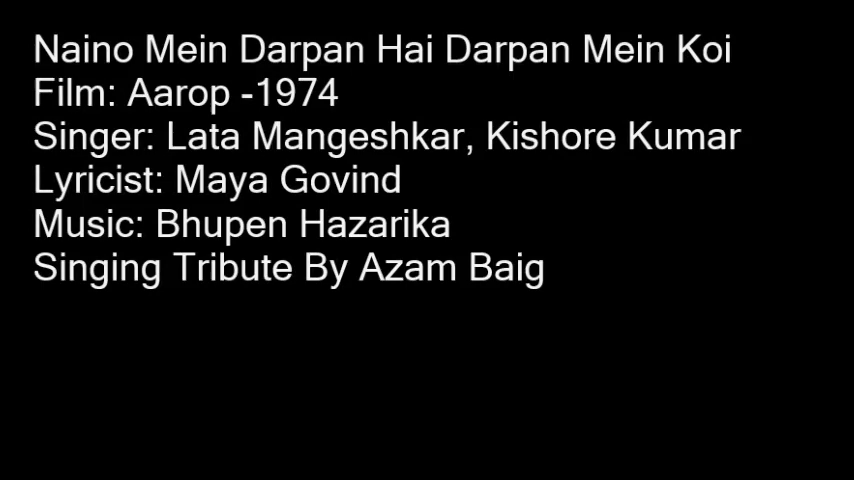 Naino Mein Darpan Hai Darpan Mein Koi
Film: Aarop -1974
Singer: Lata Mangeshkar, Kishore Kumar
Lyricist: Maya Govind
Music: Bhupen Hazarika
Singing Tribute By Azam Baig